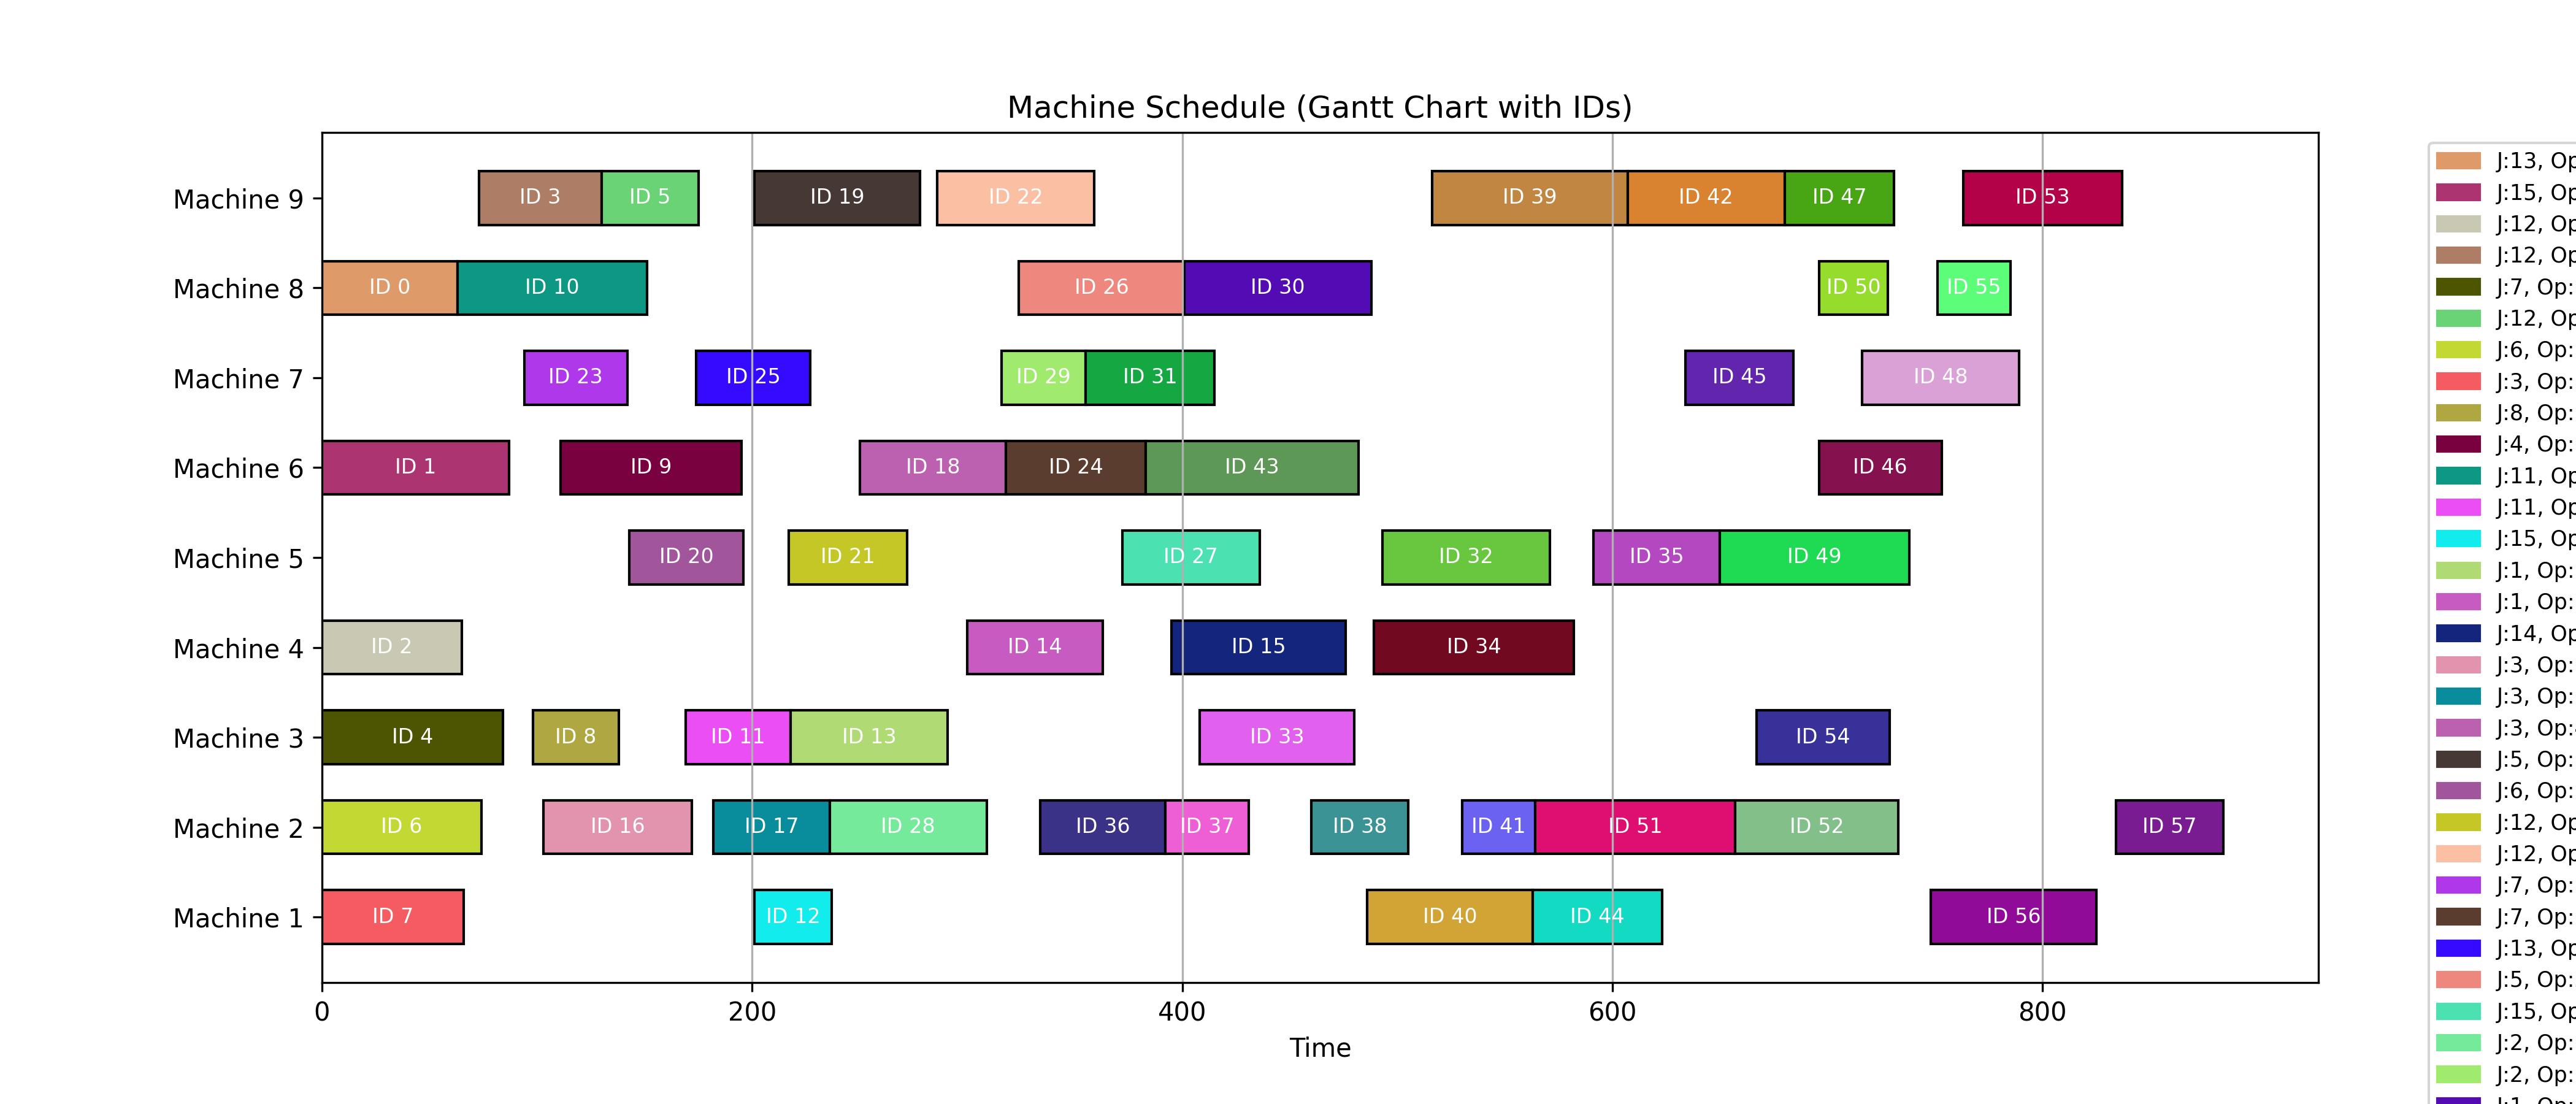 Machine Schedule (Gantt Chart with IDs)
Machine 9
ID 3
ID 5
ID 19
ID 22
ID 39
ID 42
ID 47
ID 53
Machine 8
ID 0
ID 10
ID 26
ID 30
ID 50
ID 55
Machine 7
ID 23
ID 25
ID 29
ID 31
ID 45
ID 48
Machine 6
ID 1
ID 9
ID 18
ID 24
ID 43
ID 46
Machine 5
ID 20
ID 21
ID 27
ID 32
ID 35
ID 49
Machine 4
ID 2
ID 14
ID 15
ID 34
Machine 3
ID 4
ID 8
ID 11
ID 13
ID 33
ID 54
Machine 2
ID 6
ID 16
ID 17
ID 28
ID 36
ID 37
ID 38
ID 41
ID 51
ID 52
ID 57
Machine 1
ID 7
ID 12
ID 40
ID 44
ID 56
0 200 400 600 800
Time
J:13, Op
J:15, Op
J:12, Op
J:12, Op
J:7, Op:
J:12, Op
J:6, Op:
J:3, Op:
J:8, Op:
J:4, Op:
J:11, Op
J:11, Op
J:15, Op
J:1, Op:
J:1, Op:
J:14, Op
J:3, Op:
J:3, Op:
J:3, Op:
J:5, Op:
J:6, Op:
J:12, Op
J:12, Op
J:7, Op:
J:7, Op:
J:13, Op
J:5, Op:
J:15, Op
J:2, Op:
J:2, Op: